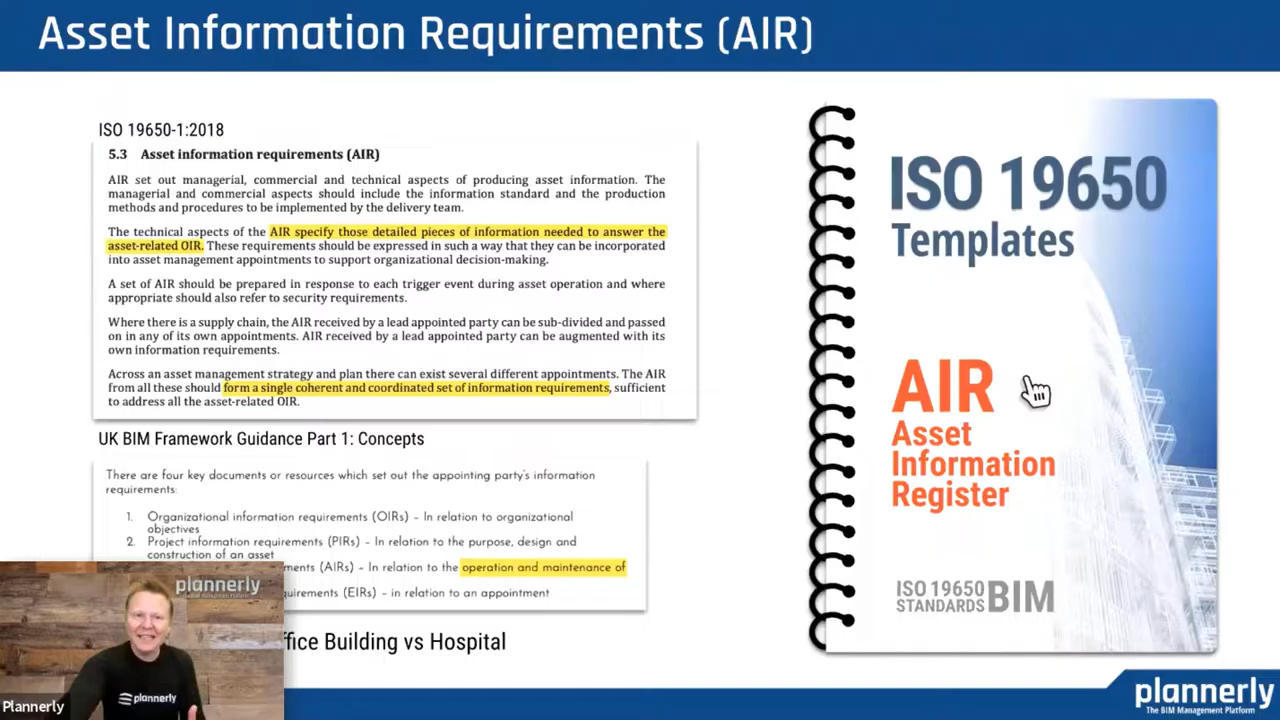 Asset Information Requirements (AIR)
ISO 19650-1:2018
5.3 Asset information requirements (AIR)
AIR set out managerial, commercial and technical aspects of producing asset information. The
managerial and commercial aspects should include the information standard and the production
methods and procedures to be implemented by the delivery team.
The technical aspects of the AIR specify those detailed pieces of information needed to answer the
asset-related OIR. These requirements should be expressed in such a way that they can be incorporated
into asset management appointments to support organizational decision-making.
A set of AIR should be prepared in response to each trigger event during asset operation and where
appropriate should also refer to security requirements.
Where there is a supply chain, the AIR received by a lead appointed party can be sub-divided and passed
on in any of its own appointments. AIR received by a lead appointed party can be augmented with its
own information requirements.
Across an asset management strategy and plan there can exist several different appointments. The AIR
from all these should form a single coherent and coordinated set of information requirements, sufficient
to address all the asset-related OIR.
UK BIM Framework Guidance Part 1: Concepts
There are four key documents or resources which set out the appointing party's information
requirements:
1. Organizational information requirements (OIRs) – In relation to organizational
objectives
2. Project information requirements (PIRs) – In relation to the purpose, design and
construction of an asset
(AIRs) – In relation to the operation and maintenance of
(EIRs) – in relation to an appointment
Building vs Hospital
ISO 19650
Templates
AIR
Asset
Information
Register
ISO 19650
STANDARDS BIM
plannerly
plannerly
Plannerly
plannerly
The BIM Management Platform